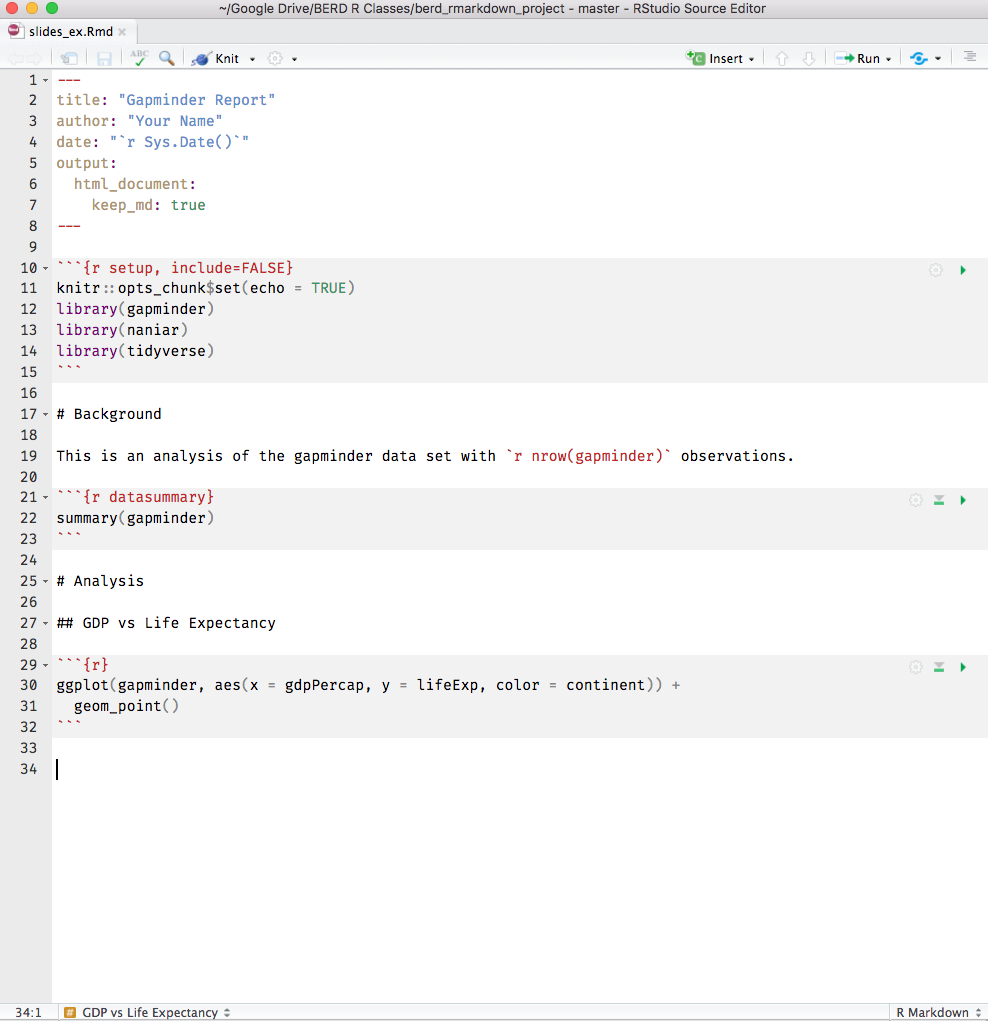 ~/Google Drive/BERD R Classes/berd_rmarkdown_project - master - RStudio Source Editor
slides_ex.Rmd
ABC Knit Insert Run
1 ---
2 title: "Gapminder Report"
3 author: "Your Name"
4 date: "`r Sys.Date()`"
5 output:
6   html_document:
7     keep_md: true
8 ---
9
10 ```{r setup, include=FALSE}
11 knitr::opts_chunk$set(echo = TRUE)
12 library(gapminder)
13 library(naniar)
14 library(tidyverse)
15 ```
16
17 # Background
18
19 This is an analysis of the gapminder data set with `r nrow(gapminder)` observations.
20
21 ```{r datasummary}
22 summary(gapminder)
23 ```
24
25 # Analysis
26
27 ## GDP vs Life Expectancy
28
29 ```{r}
30 ggplot(gapminder, aes(x = gdpPercap, y = lifeExp, color = continent)) +
31   geom_point()
32 ```
33
34
34:1 # GDP vs Life Expectancy R Markdown